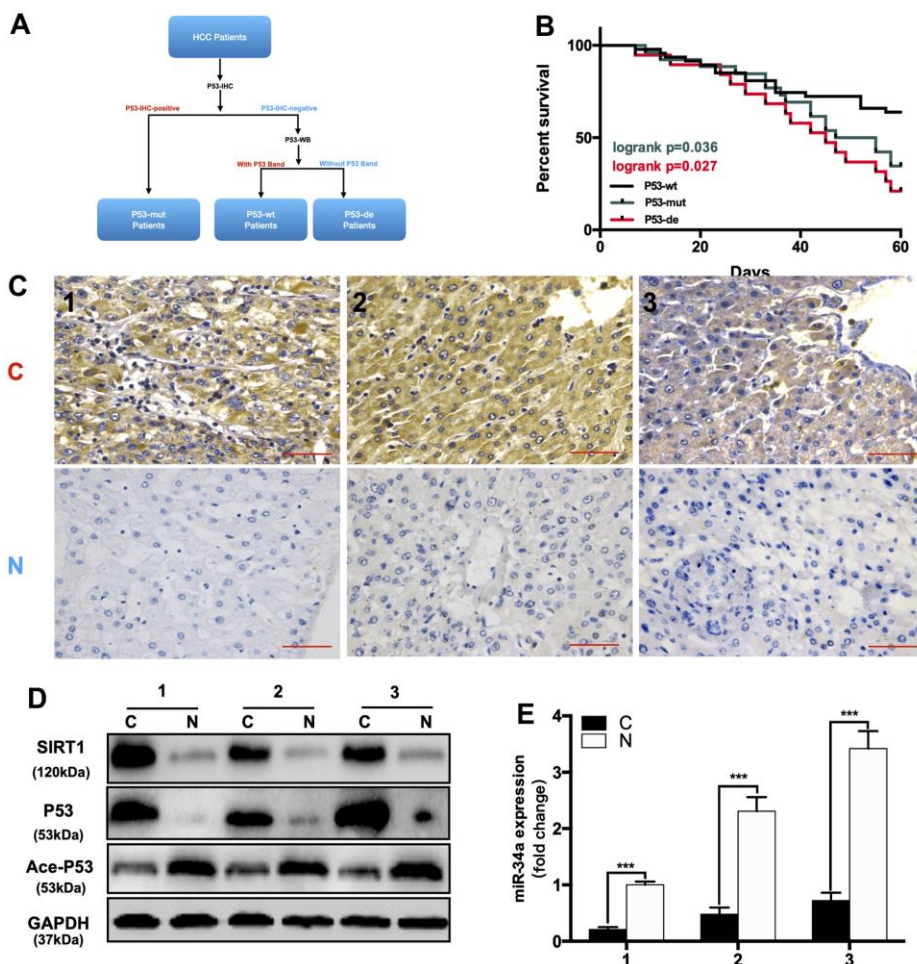 A
HCC Patients
P53-IHC
P53-IHC-positive
P53-IHC-negative
P53-WB
With P53 Band
Without P53 Band
P53-mut
Patients
P53-wt
Patients
P53-de
Patients
B
Percent survival
100
50
0
logrank p=0.036
logrank p=0.027
P53-wt
P53-mut
P53-de
0
20
40
60
Days
C
1
2
3
C
N
D
1
2
3
C
N
C
N
C
N
SIRT1
(120kDa)
P53
(53kDa)
Ace-P53
(53kDa)
GAPDH
(37kDa)
E
C
N
miR-34a expression
(fold change)
4
3
2
1
0
***
***
***
1
2
3